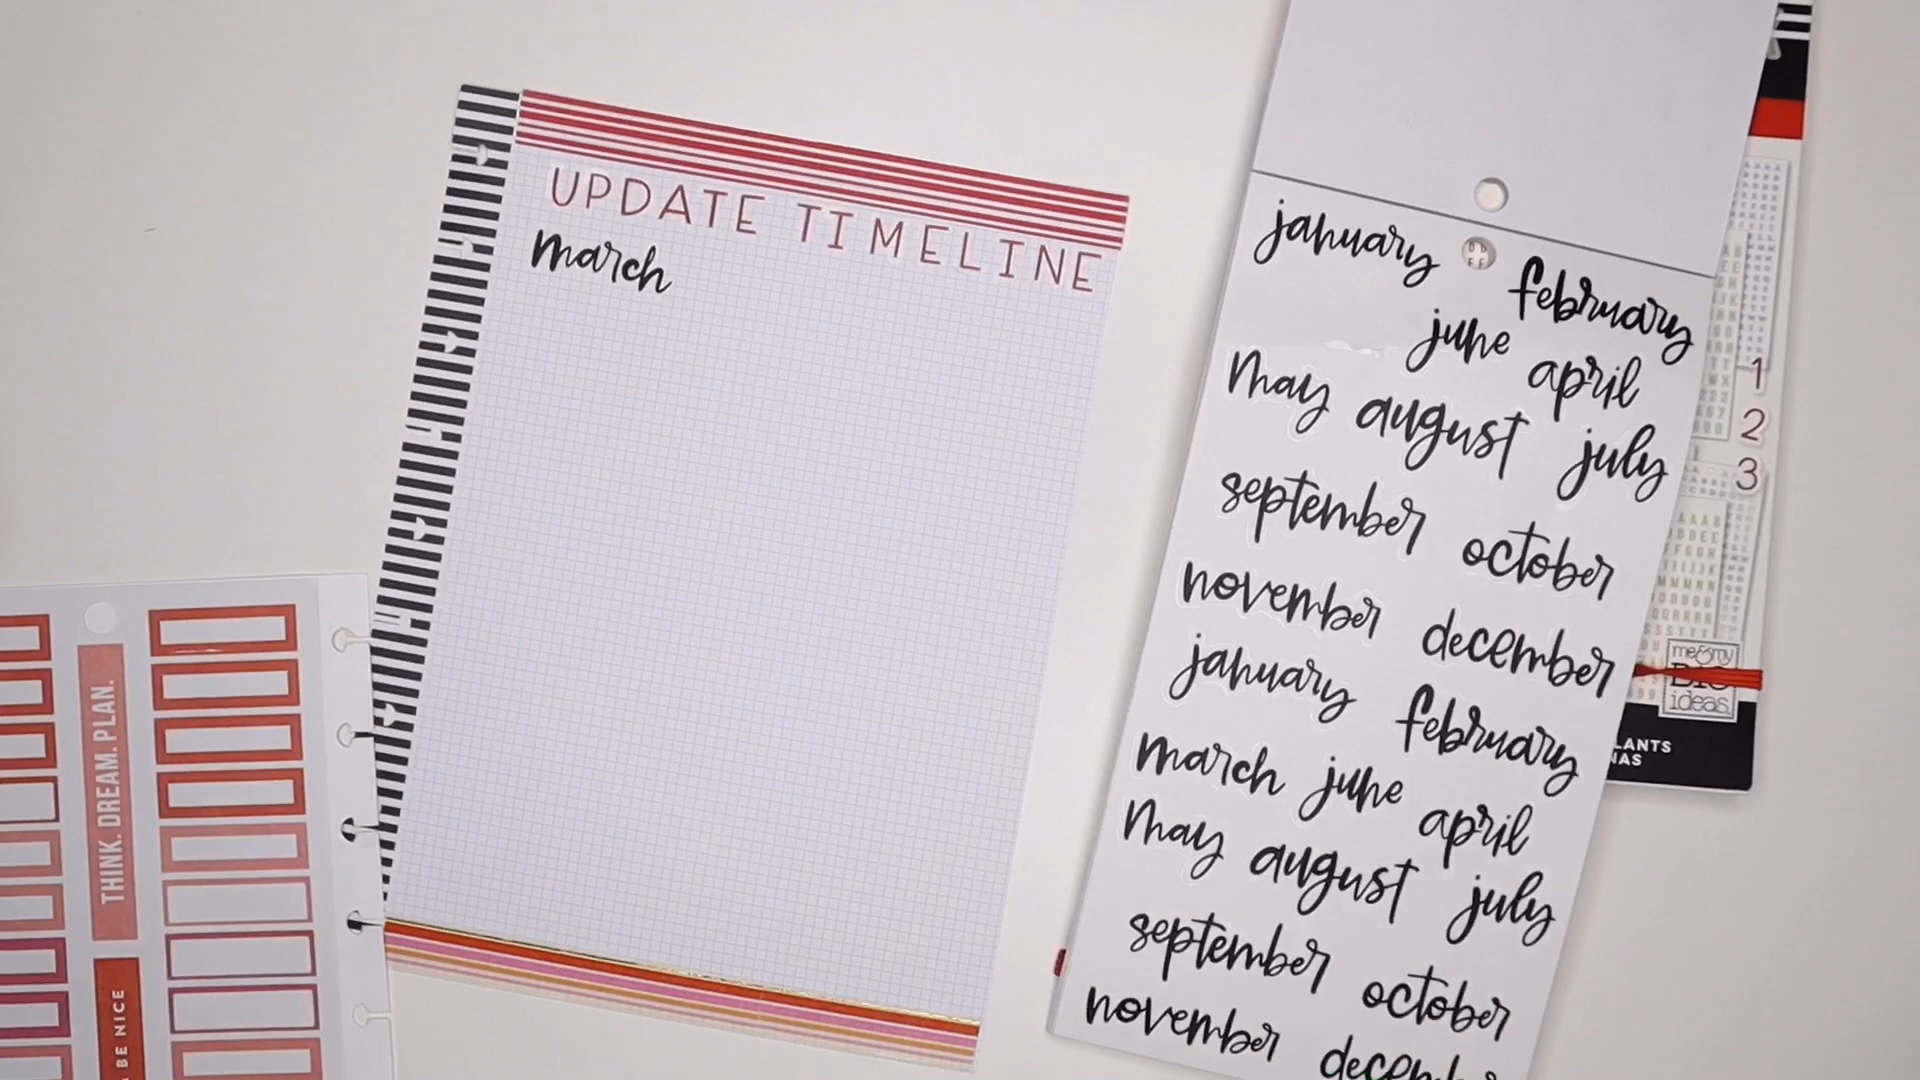 UPDATE TIMELINE
march
january
february
june
april
may
august
july
september
october
november
december
january
february
march
june
april
may
august
july
september
october
november
1
2
3
me&my
BIG
ideas.
THINK. DREAM. PLAN.
BE NICE